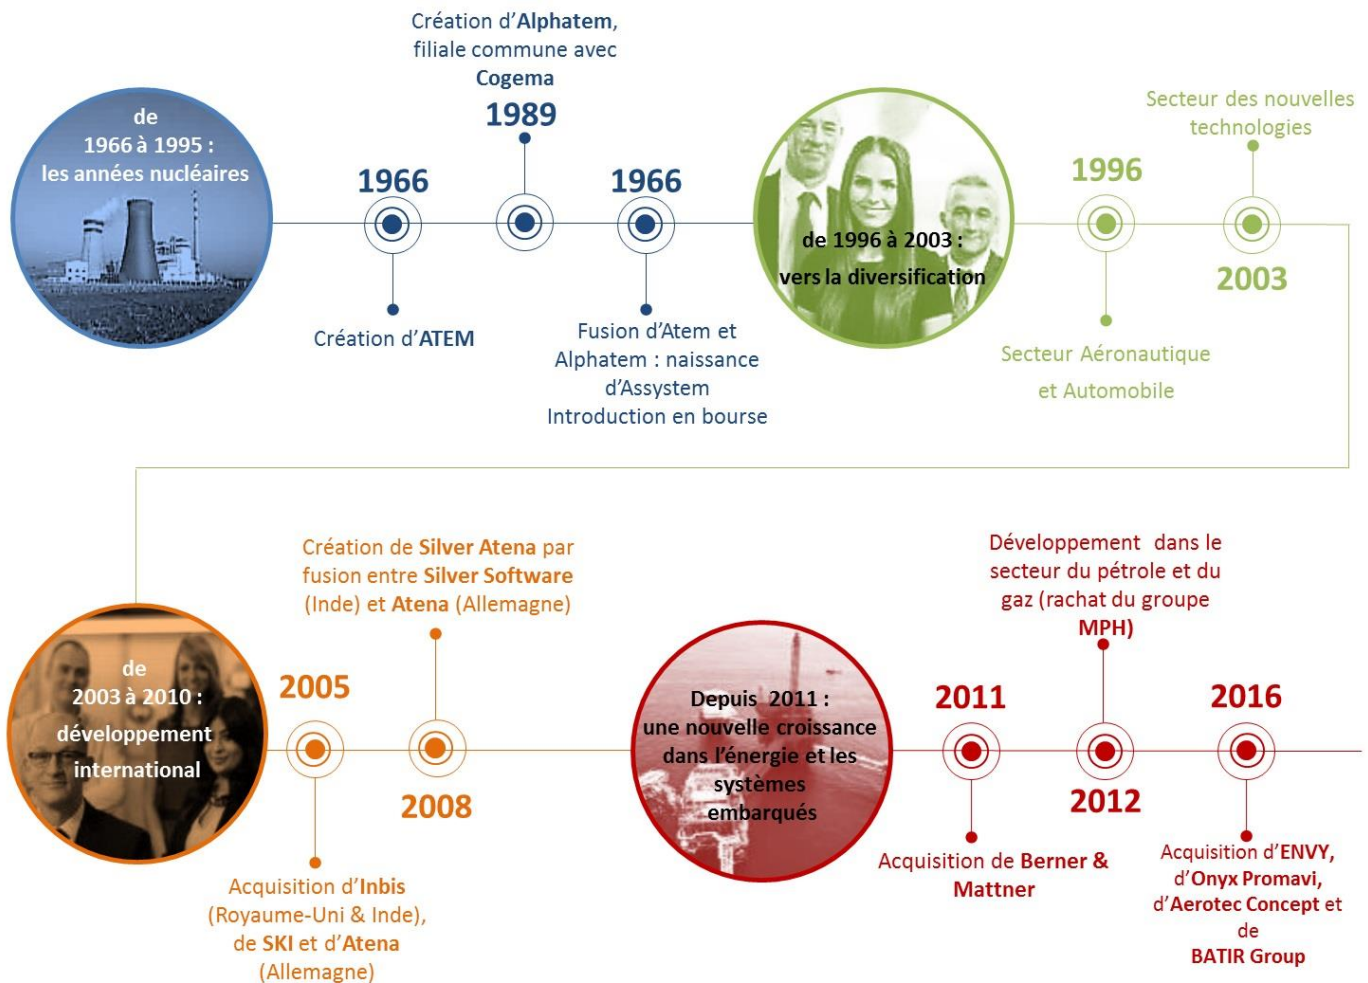 Création d'Alphatem,
filiale commune avec
Cogema
1989
de
1966 à 1995 :
les années nucléaires
1966
Création d'ATEM
1966
Fusion d'Atem et
Alphatem : naissance
d'Assystem
Introduction en bourse
de 1996 à 2003 :
vers la diversification
1996
Secteur Aéronautique
et Automobile
Secteur des nouvelles
technologies
2003
de
2003 à 2010 :
développement
international
2005
Acquisition d'Inbis
(Royaume-Uni & Inde),
de SKI et d'Atena
(Allemagne)
Création de Silver Atena par
fusion entre Silver Software
(Inde) et Atena (Allemagne)
2008
Depuis 2011 :
une nouvelle croissance
dans l'énergie et les
systèmes
embarqués
2011
Acquisition de Berner &
Mattner
Développement dans le
secteur du pétrole et du
gaz (rachat du groupe
MPH)
2012
2016
Acquisition d'ENVY,
d'Onyx Promavi,
d'Aerotec Concept et
de
BATIR Group